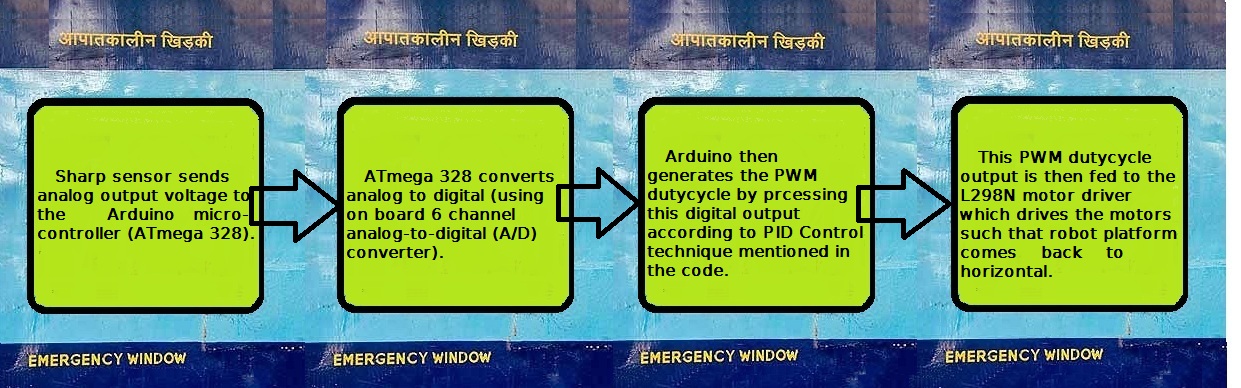 आपातकालीन खिड़की
आपातकालीन खिड़की
आपातकालीन खिड़की
आपातकालीन खिड़की
Sharp sensor sends
analog output voltage to
the Arduino micro-
controller (ATmega 328).
ATmega 328 converts
analog to digital (using
on board 6 channel
analog-to-digital (A/D)
converter).
Arduino then
generates the PWM
dutycycle by prcessing
this digital output
according to PID Control
technique mentioned in
the code.
This PWM dutycycle
output is then fed to the
L298N motor driver
which drives the motors
such that robot platform
comes back to
horizontal.
EMERGENCY WINDOW
EMERGENCY WINDOW
EMERGENCY WINDOW
EMERGENCY WINDOW